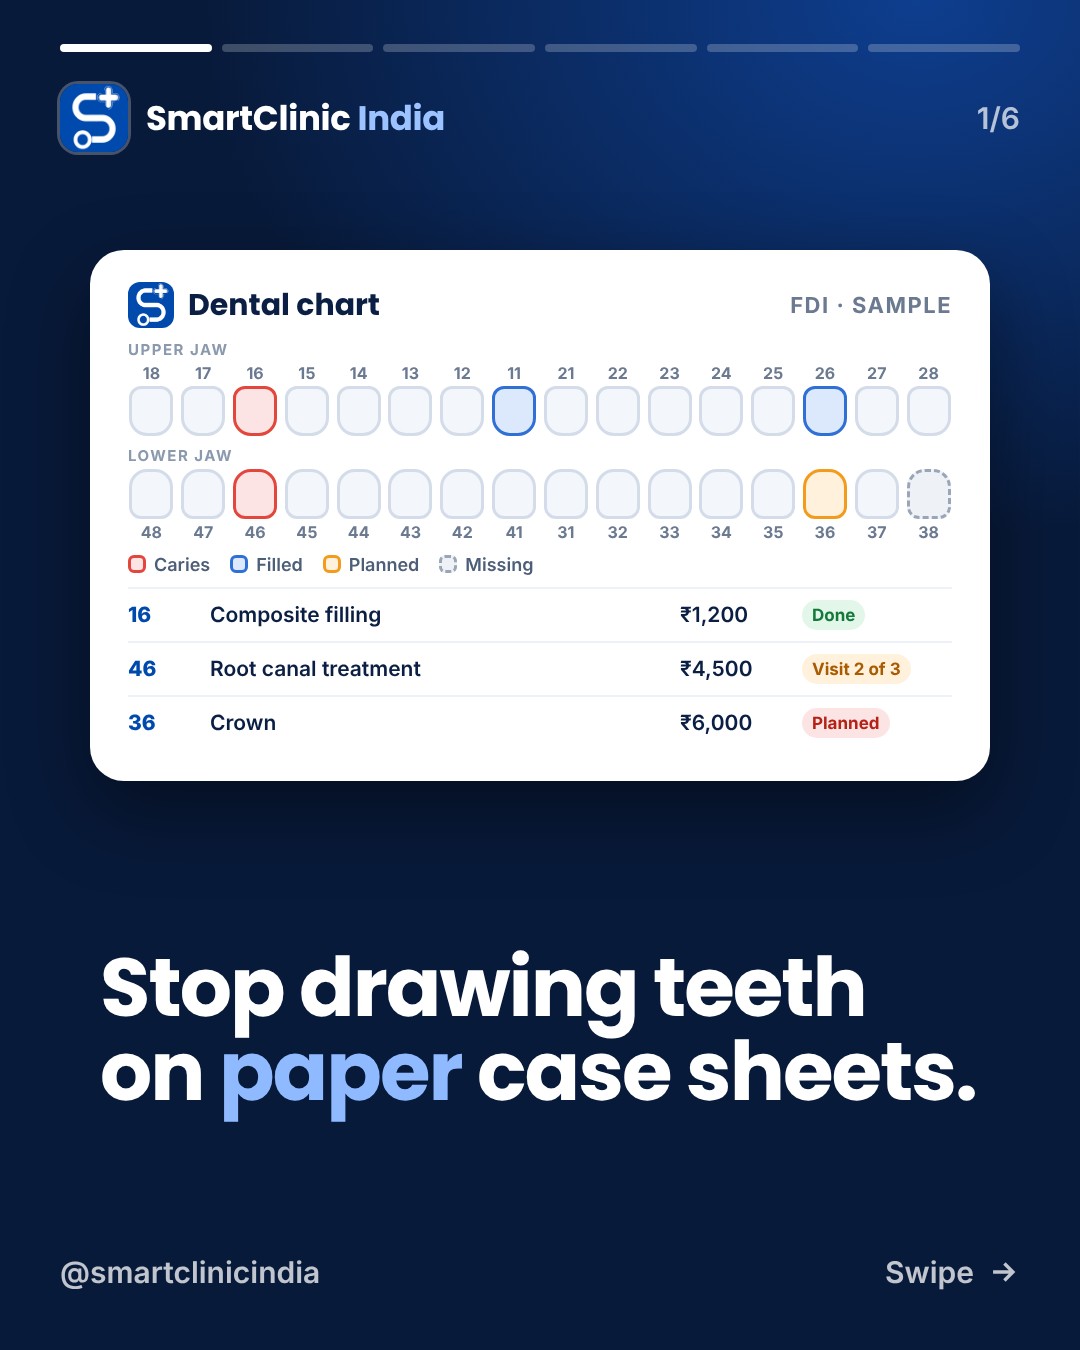 SmartClinic India
1/6
Dental chart
FDI · SAMPLE
UPPER JAW
18 17 16 15 14 13 12 11 21 22 23 24 25 26 27 28
LOWER JAW
48 47 46 45 44 43 42 41 31 32 33 34 35 36 37 38
Caries Filled Planned Missing
16 Composite filling ₹1,200 Done
46 Root canal treatment ₹4,500 Visit 2 of 3
36 Crown ₹6,000 Planned
Stop drawing teeth
on paper case sheets.
@smartclinicindia
Swipe →